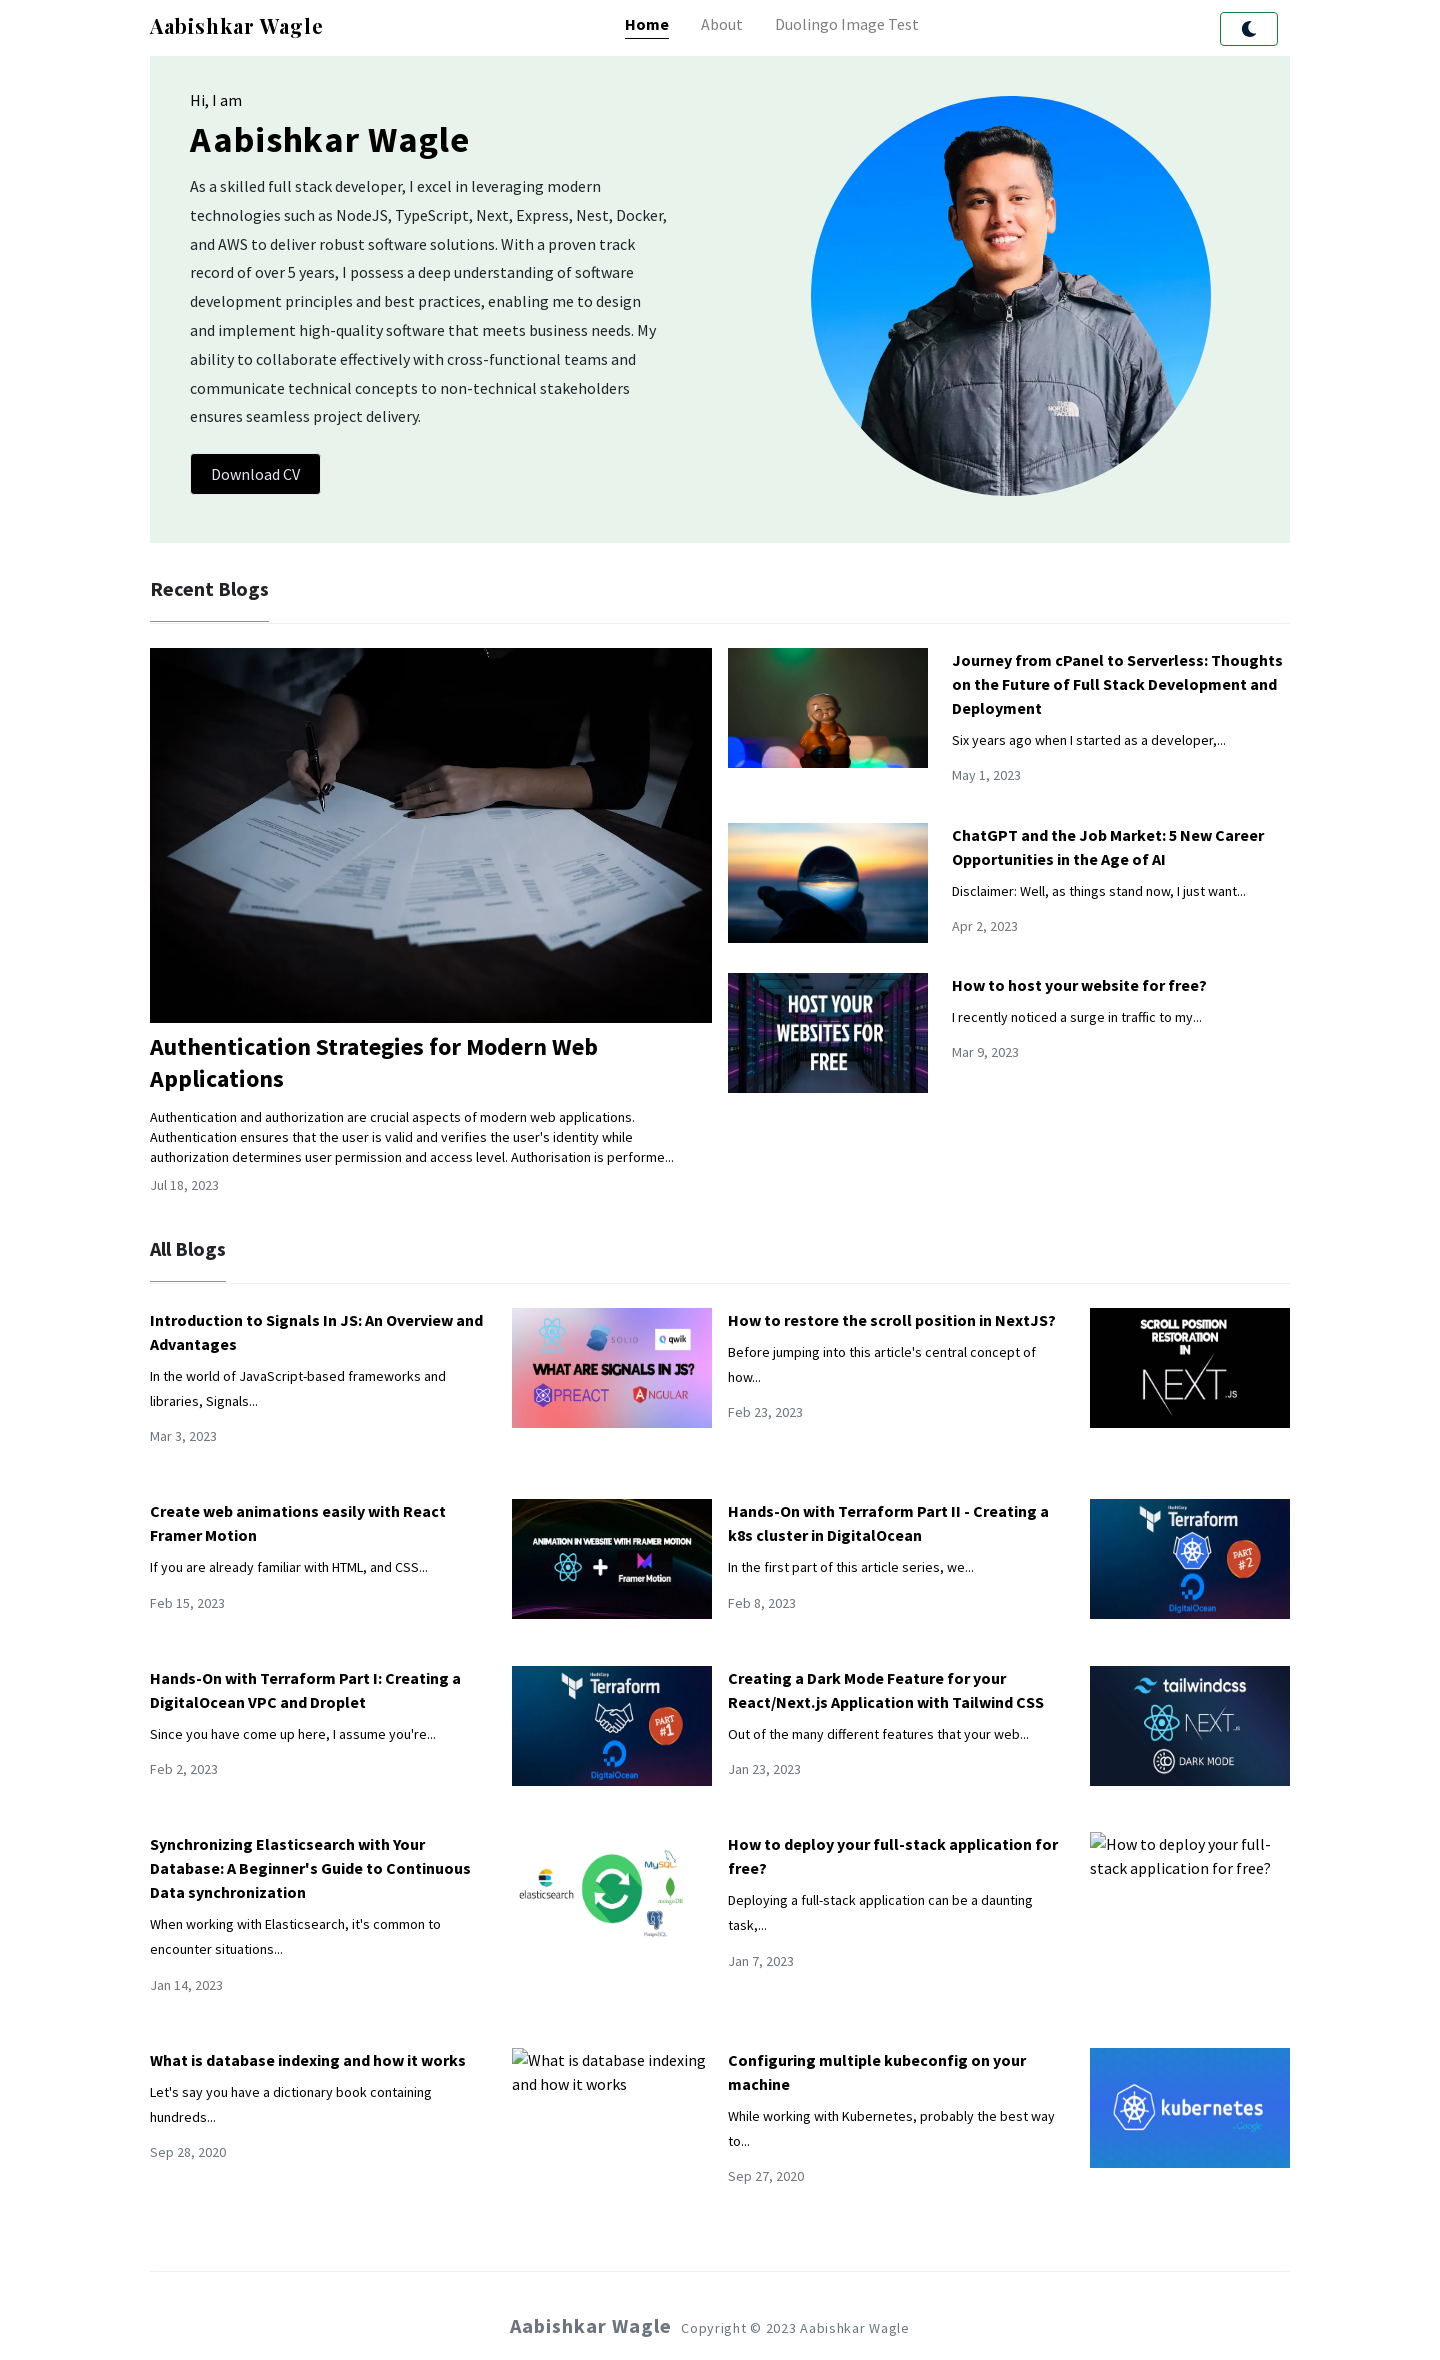 Aabishkar Wagle
Home
About
Duolingo Image Test
Hi, I am
Aabishkar Wagle
As a skilled full stack developer, I excel in leveraging modern
technologies such as NodeJS, TypeScript, Next, Express, Nest, Docker,
and AWS to deliver robust software solutions. With a proven track
record of over 5 years, I possess a deep understanding of software
development principles and best practices, enabling me to design
and implement high-quality software that meets business needs. My
ability to collaborate effectively with cross-functional teams and
communicate technical concepts to non-technical stakeholders
ensures seamless project delivery.
Download CV
THE
NORTH
FACE
Recent Blogs
Authentication Strategies for Modern Web
Applications
Authentication and authorization are crucial aspects of modern web applications.
Authentication ensures that the user is valid and verifies the user's identity while
authorization determines user permission and access level. Authorisation is performe...
Jul 18, 2023
Journey from cPanel to Serverless: Thoughts
on the Future of Full Stack Development and
Deployment
Six years ago when I started as a developer,...
May 1, 2023
ChatGPT and the Job Market: 5 New Career
Opportunities in the Age of AI
Disclaimer: Well, as things stand now, I just want...
Apr 2, 2023
HOST YOUR
WEBSITES FOR
FREE
How to host your website for free?
I recently noticed a surge in traffic to my...
Mar 9, 2023
All Blogs
Introduction to Signals In JS: An Overview and
Advantages
In the world of JavaScript-based frameworks and
libraries, Signals...
Mar 3, 2023
SOLID
qwik
WHAT ARE SIGNALS IN JS?
PREACT
ANGULAR
How to restore the scroll position in NextJS?
Before jumping into this article's central concept of
how...
Feb 23, 2023
SCROLL POSITION
RESTORATION
IN
NEXT.JS
Create web animations easily with React
Framer Motion
If you are already familiar with HTML, and CSS...
Feb 15, 2023
ANIMATION IN WEBSITE WITH FRAMER MOTION
+
Framer Motion
Hands-On with Terraform Part II - Creating a
k8s cluster in DigitalOcean
In the first part of this article series, we...
Feb 8, 2023
HashiCorp
Terraform
PART
#2
DigitalOcean
Hands-On with Terraform Part I: Creating a
DigitalOcean VPC and Droplet
Since you have come up here, I assume you're...
Feb 2, 2023
HashiCorp
Terraform
PART
#1
DigitalOcean
Creating a Dark Mode Feature for your
React/Next.js Application with Tailwind CSS
Out of the many different features that your web...
Jan 23, 2023
tailwindcss
NEXT.JS
DARK MODE
Synchronizing Elasticsearch with Your
Database: A Beginner's Guide to Continuous
Data synchronization
When working with Elasticsearch, it's common to
encounter situations...
Jan 14, 2023
elasticsearch
MySQL
mongoDB
PostgreSQL
How to deploy your full-stack application for
free?
Deploying a full-stack application can be a daunting
task,...
Jan 7, 2023
How to deploy your full-
stack application for free?
What is database indexing and how it works
Let's say you have a dictionary book containing
hundreds...
Sep 28, 2020
What is database indexing
and how it works
Configuring multiple kubeconfig on your
machine
While working with Kubernetes, probably the best way
to...
Sep 27, 2020
kubernetes
Google
Aabishkar Wagle Copyright © 2023 Aabishkar Wagle